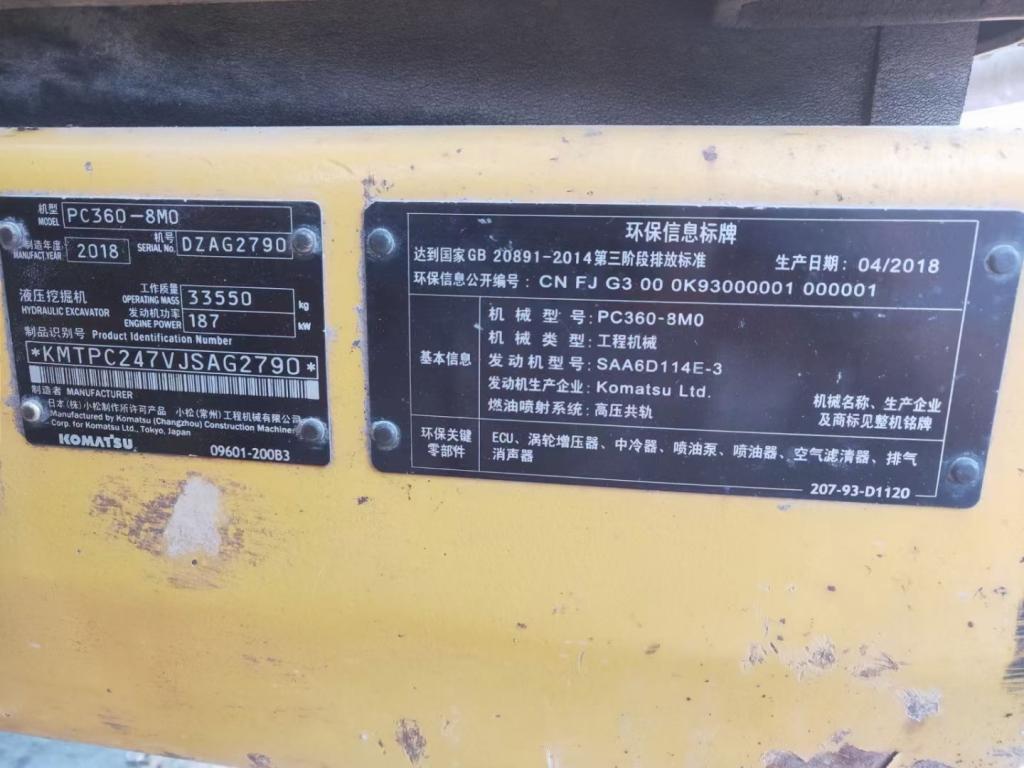 机型
MODEL
PC360-8M0
制造年度
MANUFACT.YEAR
2018
机号
SERIAL No.
DZAG2790
液压挖掘机
HYDRAULIC EXCAVATOR
工作质量
OPERATING MASS
33550
kg
发动机功率
ENGINE POWER
187
kW
制品识别号 Product Identification Number
*KMTPC247VJSAG2790*
制造者 MANUFACTURER
日本(株)小松制作所许可产品 小松(常州)工程机械有限公司
Manufactured by Komatsu (Changzhou) Construction Machinery
Corp. for Komatsu Ltd., Tokyo, Japan
KOMATSU
09601-200B3
环保信息标牌
达到国家GB 20891-2014第三阶段排放标准
生产日期: 04/2018
环保信息公开编号: CN FJ G3 00 0K93000001 000001
基本信息
机械型号:PC360-8M0
机械类型:工程机械
发动机型号:SAA6D114E-3
发动机生产企业:Komatsu Ltd.
燃油喷射系统:高压共轨
机械名称、生产企业
及商标见整机铭牌
环保关键
零部件
ECU、涡轮增压器、中冷器、喷油泵、喷油器、空气滤清器、排气
消声器
207-93-D1120